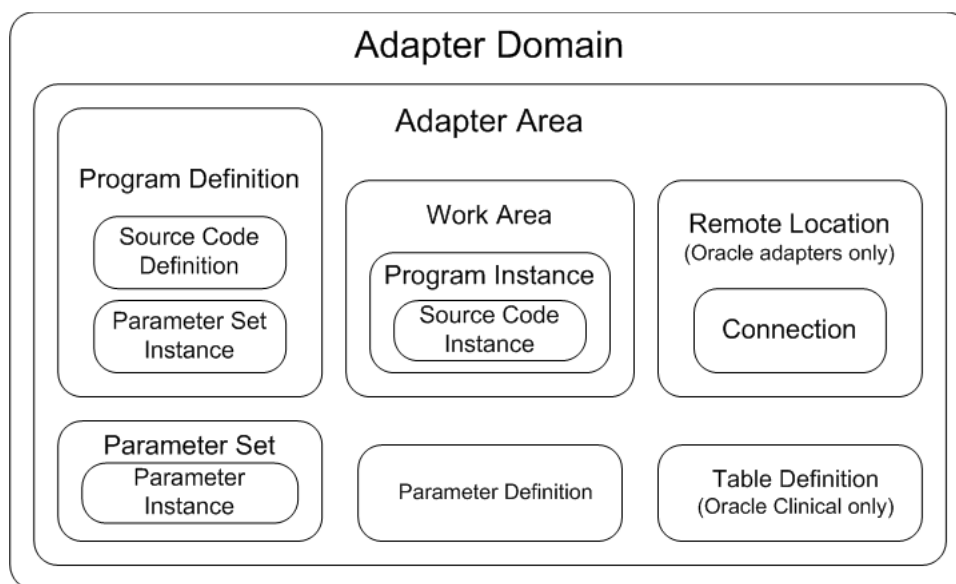 Adapter Domain
Adapter Area
Program Definition
Source Code
Definition
Parameter Set
Instance
Work Area
Program Instance
Source Code
Instance
Remote Location
(Oracle adapters only)
Connection
Parameter Set
Parameter
Instance
Parameter Definition
Table Definition
(Oracle Clinical only)